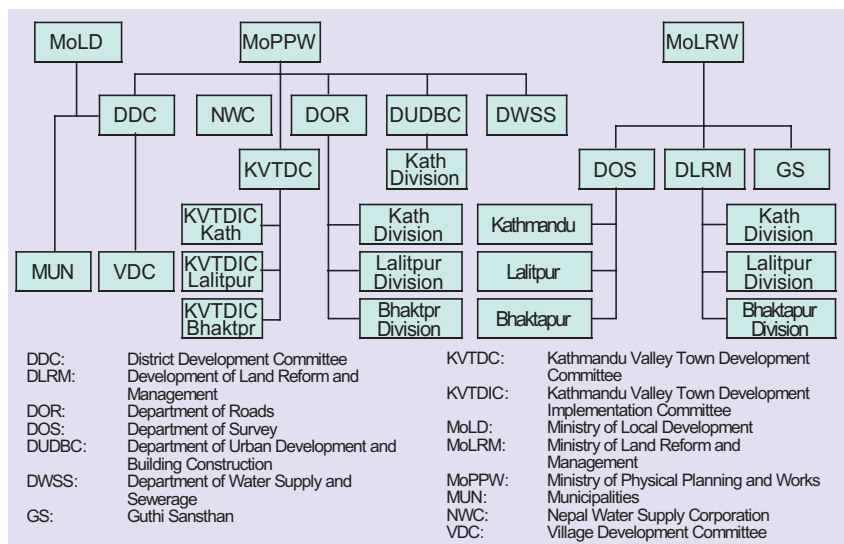 MoLD
MoPPW
MoLRW
DDC
NWC
DOR
DUDBC
DWSS
KVTDC
Kath
Division
DOS
DLRM
GS
KVTDIC
Kath
Kath
Division
Kathmandu
Kath
Division
MUN
VDC
KVTDIC
Lalitpur
Lalitpur
Division
Lalitpur
Lalitpur
Division
KVTDIC
Bhaktpr
Bhaktpr
Division
Bhaktapur
Bhaktapur
Division
DDC: District Development Committee
DLRM: Development of Land Reform and
Management
DOR: Department of Roads
DOS: Department of Survey
DUDBC: Department of Urban Development and
Building Construction
DWSS: Department of Water Supply and
Sewerage
GS: Guthi Sansthan
KVTDC: Kathmandu Valley Town Development
Committee
KVTDIC: Kathmandu Valley Town Development
Implementation Committee
MoLD: Ministry of Local Development
MoLRM: Ministry of Land Reform and
Management
MoPPW: Ministry of Physical Planning and Works
MUN: Municipalities
NWC: Nepal Water Supply Corporation
VDC: Village Development Committee